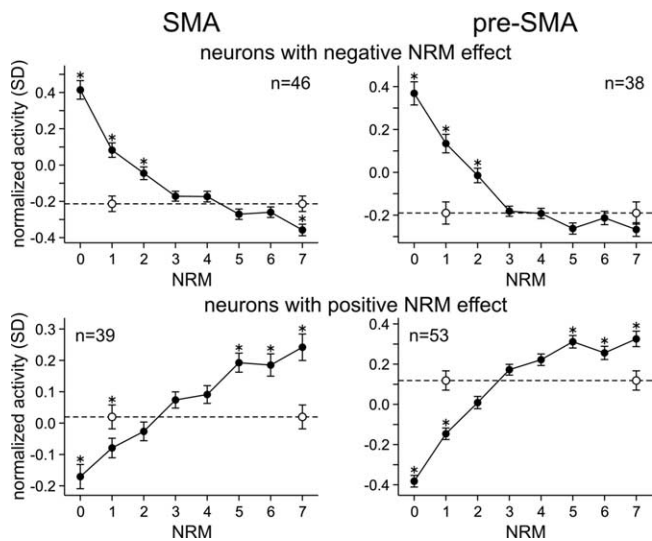 SMA pre-SMA
neurons with negative NRM effect
normalized activity (SD)
0.4
0.2
0.0
-0.2
-0.4
n=46
* * * *
0 1 2 3 4 5 6 7
NRM
0.4
0.2
0.0
-0.2
n=38
* * *
0 1 2 3 4 5 6 7
NRM
neurons with positive NRM effect
normalized activity (SD)
0.3
0.2
0.1
0.0
-0.1
-0.2
n=39
* * * * *
0 1 2 3 4 5 6 7
NRM
0.4
0.2
0.0
-0.2
-0.4
n=53
* * * * *
0 1 2 3 4 5 6 7
NRM